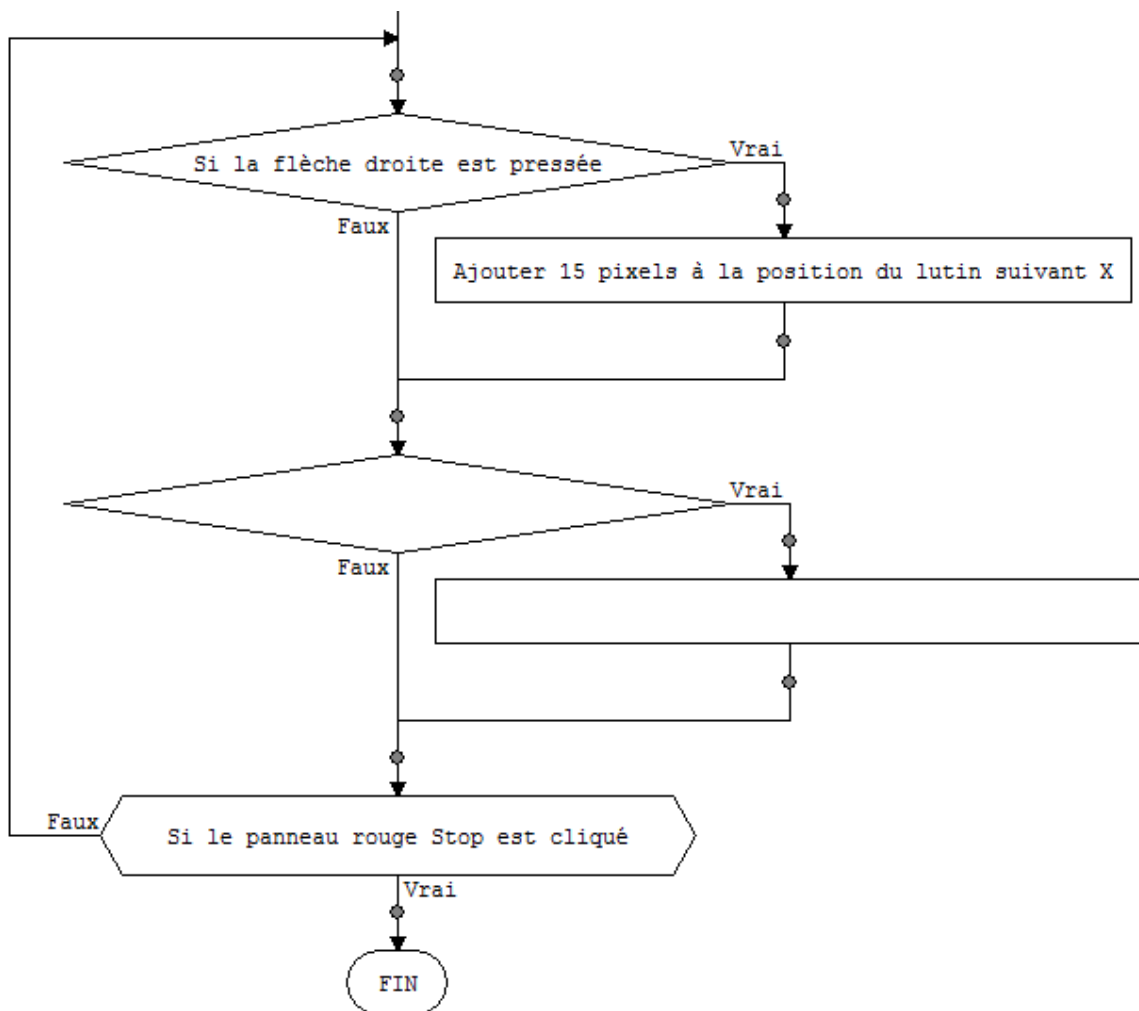 Si la flèche droite est pressée
Vrai
Faux
Ajouter 15 pixels à la position du lutin suivant X
Vrai
Faux
Faux
Si le panneau rouge Stop est cliqué
Vrai
FIN